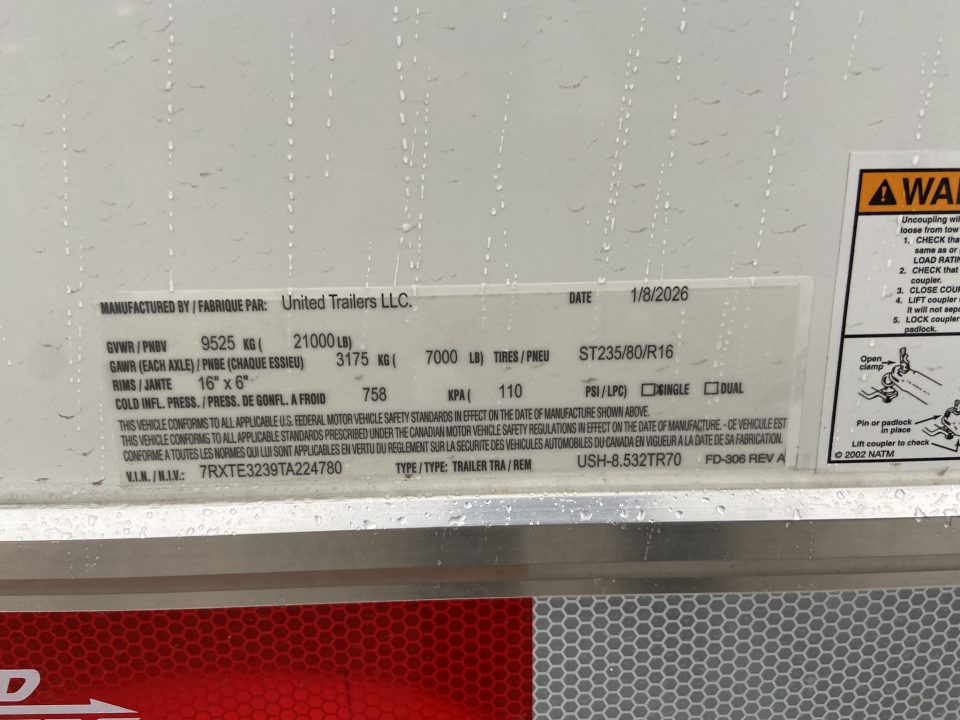 MANUFACTURED BY / FABRIQUE PAR: United Trailers LLC. DATE 1/8/2026
GVWR / PNBV 9525 KG ( 21000 LB)
GAWR (EACH AXLE) / PNBE (CHAQUE ESSIEU) 3175 KG ( 7000 LB) TIRES / PNEU ST235/80/R16
RIMS / JANTE 16" x 6"
COLD INFL. PRESS. / PRESS. DE GONFL. A FROID 758 KPA ( 110 PSI / LPC) SINGLE DUAL
THIS VEHICLE CONFORMS TO ALL APPLICABLE U.S. FEDERAL MOTOR VEHICLE SAFETY STANDARDS IN EFFECT ON THE DATE OF MANUFACTURE SHOWN ABOVE.
THIS VEHICLE CONFORMS TO ALL APPLICABLE STANDARDS PRESCRIBED UNDER THE CANADIAN MOTOR VEHICLE SAFETY REGULATIONS IN EFFECT ON THE DATE OF MANUFACTURE - CE VEHICULE EST
CONFORME A TOUTES LES NORMES QUI LUI SONT APPLICABLES EN VERTU DU REGLEMENT SUR LA SECURITE DES VEHICULES AUTOMOBILES DU CANADA EN VIGUEUR A LA DATE DE SA FABRICATION.
V.I.N. / N.I.V.: 7RXTE3239TA224780 TYPE / TYPE: TRAILER TRA / REM USH-8.532TR70 FD-306 REV A
WAR
Uncoupling wil
loose from tow
1. CHECK tha
same as or
LOAD RATIN
2. CHECK that
coupler.
3. CLOSE COU
4. LIFT coupler
it will not sepa
5. LOCK coupler
padlock.
Open
clamp
Pin or padlock
in place
Lift coupler to check
© 2002 NATM
D